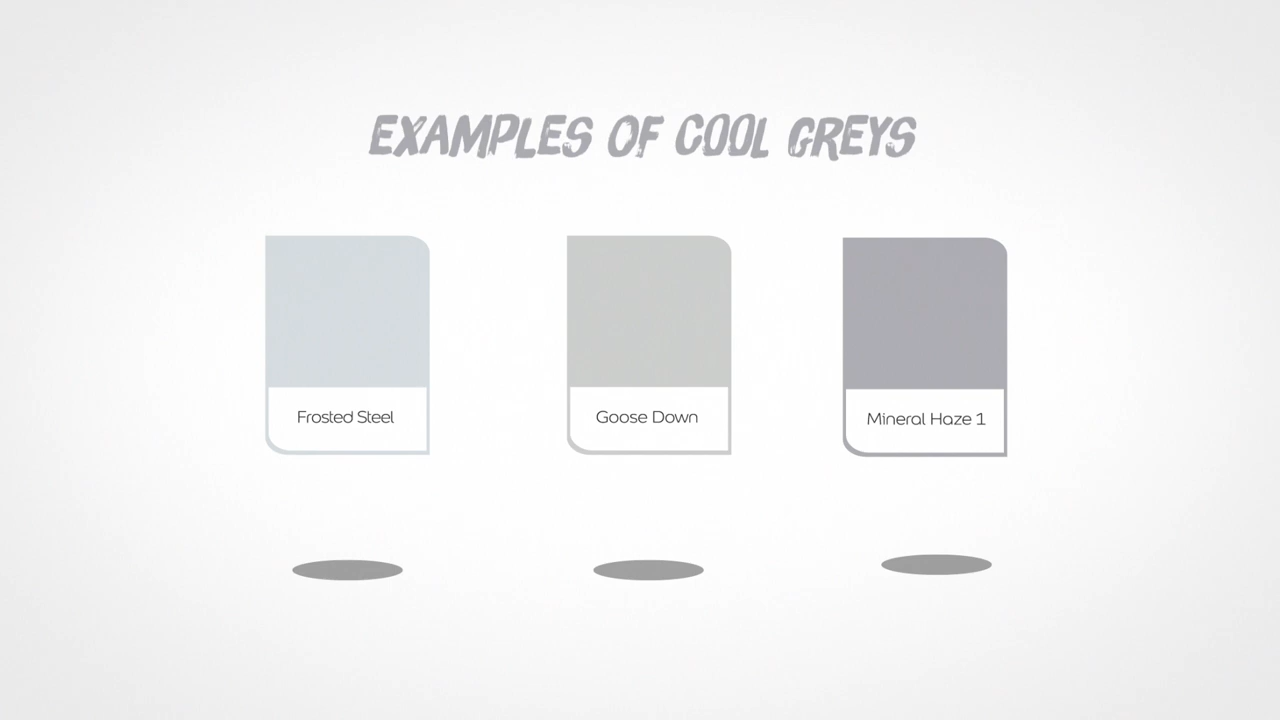 EXAMPLES OF COOL GREYS
Frosted Steel
Goose Down
Mineral Haze 1